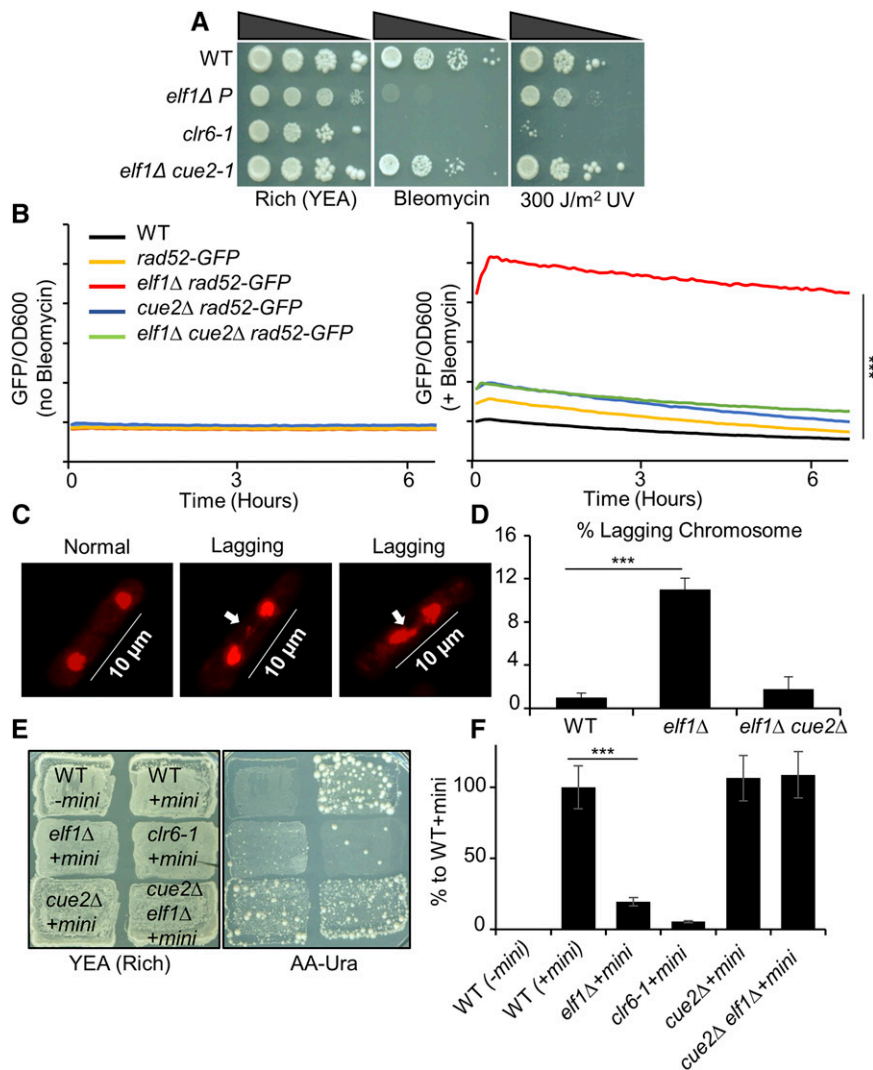 A
WT
elf1Δ P
clr6-1
elf1Δ cue2-1
Rich (YEA)
Bleomycin
300 J/m² UV
B
GFP/OD600
(no Bleomycin)
WT
rad52-GFP
elf1Δ rad52-GFP
cue2Δ rad52-GFP
elf1Δ cue2Δ rad52-GFP
0
3
6
Time (Hours)
GFP/OD600
(+ Bleomycin)
***
0
3
6
Time (Hours)
C
Normal
Lagging
Lagging
10 µm
10 µm
10 µm
D
% Lagging Chromosome
16
12
8
4
0
***
WT
elf1Δ
elf1Δ cue2Δ
E
WT
-mini
WT
+mini
elf1Δ
+mini
clr6-1
+mini
cue2Δ
+mini
cue2Δ
elf1Δ
+mini
YEA (Rich)
AA-Ura
F
% to WT+mini
100
50
0
***
WT (-mini)
WT (+mini)
elf1Δ+mini
clr6-1+mini
cue2Δ+mini
cue2Δ elf1Δ+mini